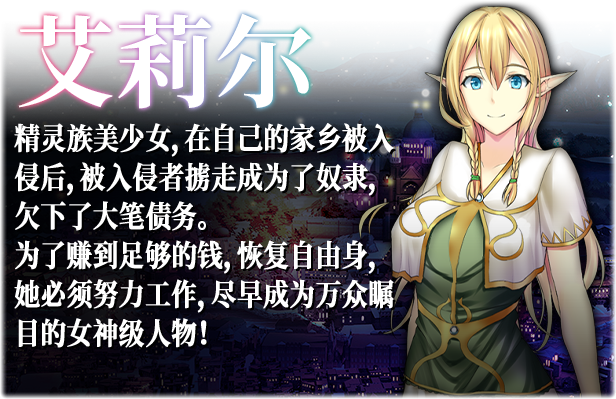 艾莉尔
精灵族美少女，在自己的家乡被入
侵后，被入侵者掳走成为了奴隶，
欠下了大笔债务。
为了赚到足够的钱，恢复自由身，
她必须努力工作，尽早成为万众瞩
目的女神级人物！